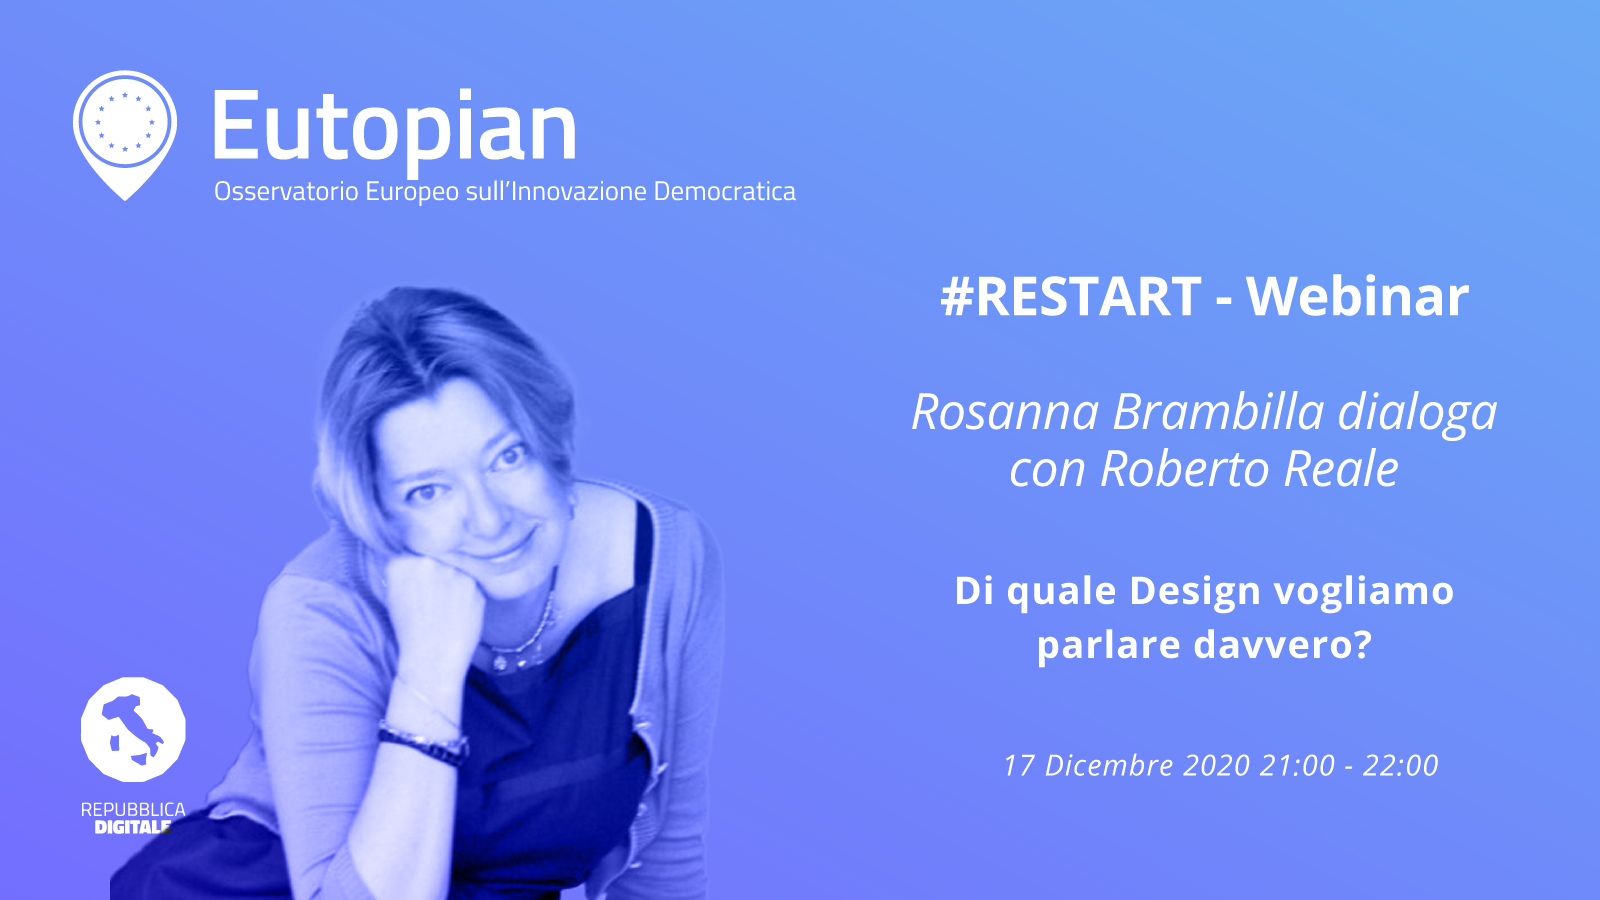 Eutopian
Osservatorio Europeo sull'Innovazione Democratica
#RESTART - Webinar
Rosanna Brambilla dialoga
con Roberto Reale
Di quale Design vogliamo
parlare davvero?
17 Dicembre 2020 21:00 - 22:00
REPUBBLICA
DIGITALE